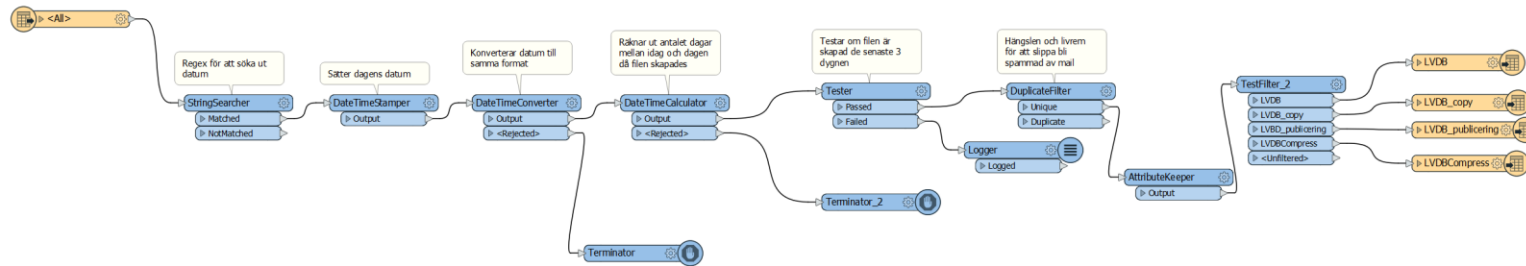 <All>
Regex för att söka ut
datum
StringSearcher
Matched
NotMatched
Sätter dagens datum
DateTimeStamper
Output
Konverterar datum till
samma format
DateTimeConverter
Output
<Rejected>
Terminator
Räknar ut antalet dagar
mellan idag och dagen
då filen skapades
DateTimeCalculator
Output
<Rejected>
Terminator_2
Testar om filen är
skapad de senaste 3
dygnen
Tester
Passed
Failed
Logger
Logged
Hängslen och livrem
för att slippa bli
spammad av mail
DuplicateFilter
Unique
Duplicate
AttributeKeeper
Output
TestFilter_2
LVDB
LVDB_copy
LVBD_publicering
LVDBCompress
<Unfiltered>
LVDB
LVDB_copy
LVDB_publicering
LVDBCompress